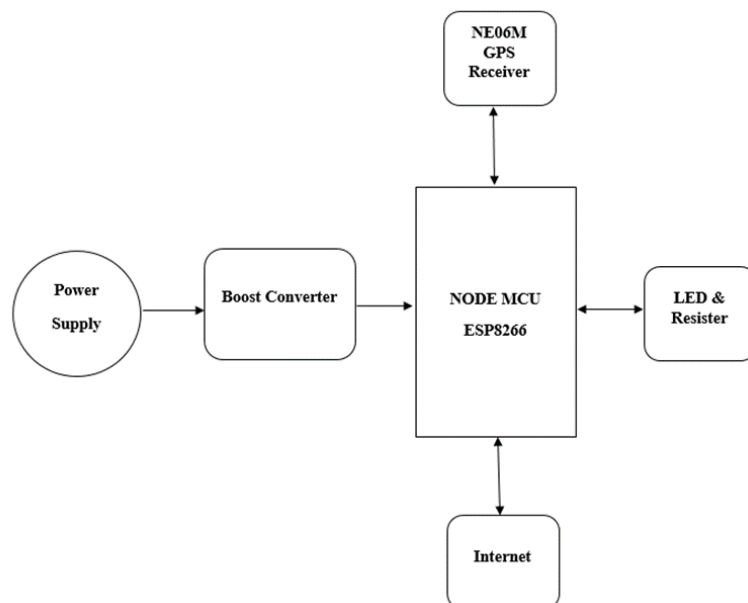 NE06M
GPS
Receiver
Power
Supply
Boost Converter
NODE MCU
ESP8266
LED &
Resister
Internet